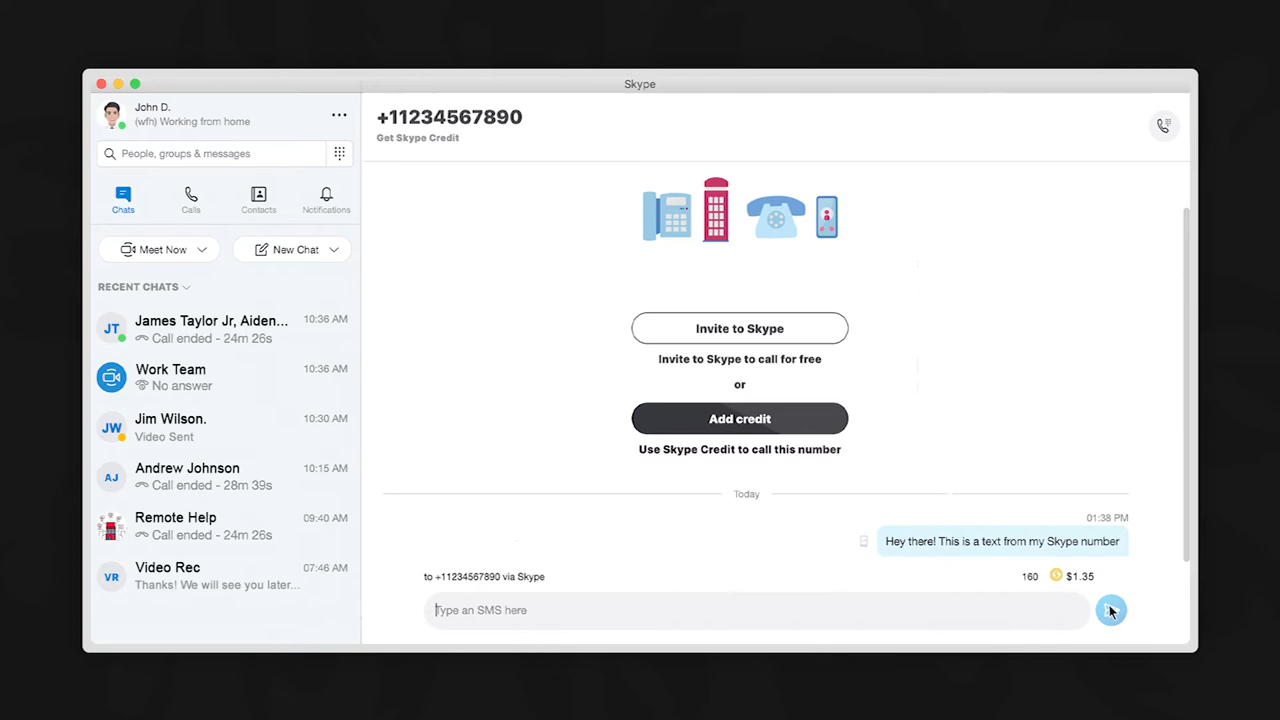 Skype
John D.
(wfh) Working from home
People, groups & messages
Chats
Calls
Contacts
Notifications
Meet Now
New Chat
RECENT CHATS
JT
James Taylor Jr, Aiden...
10:36 AM
Call ended - 24m 26s
Work Team
10:36 AM
No answer
JW
Jim Wilson.
10:30 AM
Video Sent
AJ
Andrew Johnson
10:15 AM
Call ended - 28m 39s
Remote Help
09:40 AM
Call ended - 24m 26s
VR
Video Rec
07:46 AM
Thanks! We will see you later...
+11234567890
Get Skype Credit
Invite to Skype
Invite to Skype to call for free
or
Add credit
Use Skype Credit to call this number
Today
01:38 PM
Hey there! This is a text from my Skype number
to +11234567890 via Skype
160
$1.35
Type an SMS here